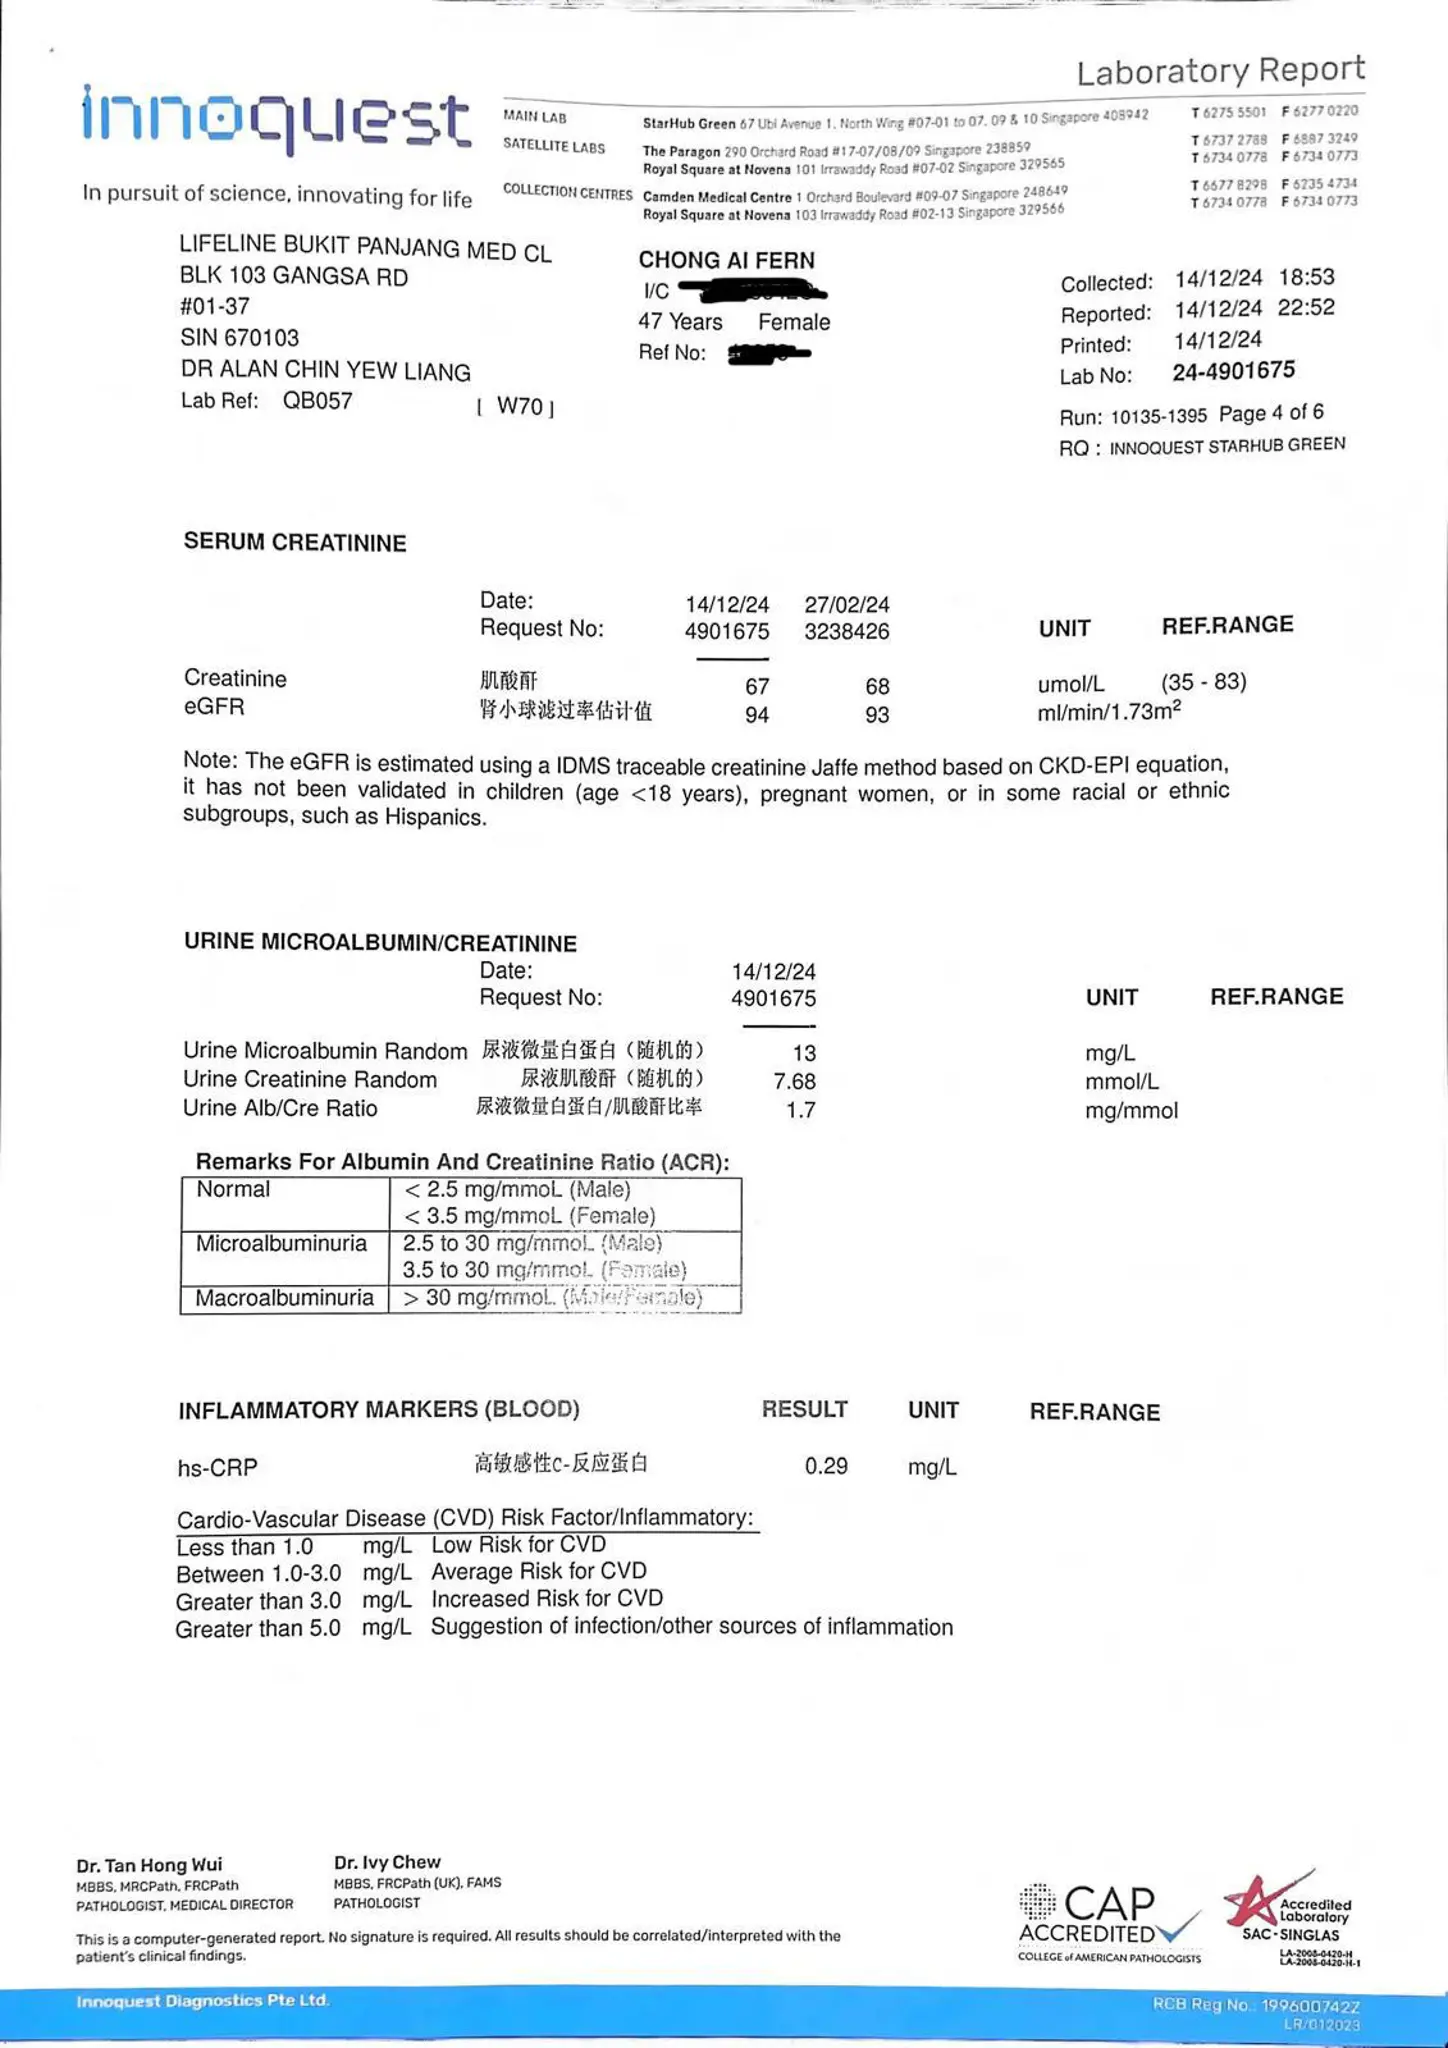 Laboratory Report
innoquest
In pursuit of science, innovating for life
MAIN LAB StarHub Green 67 Ubi Avenue 1. North Wing #07-01 to 07. 09 & 10 Singapore 408942 T 6275 5501 F 6277 0220
SATELLITE LABS The Paragon 290 Orchard Road #17-07/08/09 Singapore 238859 T 6737 2788 F 6887 3249
Royal Square at Novena 101 Irrawaddy Road #07-02 Singapore 329565 T 6734 0778 F 6734 0773
COLLECTION CENTRES Camden Medical Centre 1 Orchard Boulevard #09-07 Singapore 248649 T 6677 8298 F 6235 4734
Royal Square at Novena 103 Irrawaddy Road #02-13 Singapore 329566 T 6734 0778 F 6734 0773
LIFELINE BUKIT PANJANG MED CL
BLK 103 GANGSA RD
#01-37
SIN 670103
DR ALAN CHIN YEW LIANG
Lab Ref: QB057 [ W70 ]
CHONG AI FERN
I/C
47 Years Female
Ref No:
Collected: 14/12/24 18:53
Reported: 14/12/24 22:52
Printed: 14/12/24
Lab No: 24-4901675
Run: 10135-1395 Page 4 of 6
RQ : INNOQUEST STARHUB GREEN
SERUM CREATININE
Date: 14/12/24 27/02/24
Request No: 4901675 3238426 UNIT REF.RANGE
Creatinine 肌酸酐 67 68 umol/L (35 - 83)
eGFR 肾小球滤过率估计值 94 93 ml/min/1.73m²
Note: The eGFR is estimated using a IDMS traceable creatinine Jaffe method based on CKD-EPI equation,
it has not been validated in children (age <18 years), pregnant women, or in some racial or ethnic
subgroups, such as Hispanics.
URINE MICROALBUMIN/CREATININE
Date: 14/12/24
Request No: 4901675 UNIT REF.RANGE
Urine Microalbumin Random 尿液微量白蛋白（随机的） 13 mg/L
Urine Creatinine Random 尿液肌酸酐（随机的） 7.68 mmol/L
Urine Alb/Cre Ratio 尿液微量白蛋白/肌酸酐比率 1.7 mg/mmol
Remarks For Albumin And Creatinine Ratio (ACR):
Normal < 2.5 mg/mmoL (Male)
< 3.5 mg/mmoL (Female)
Microalbuminuria 2.5 to 30 mg/mmoL (Male)
3.5 to 30 mg/mmoL (Female)
Macroalbuminuria > 30 mg/mmoL (Male/Female)
INFLAMMATORY MARKERS (BLOOD) RESULT UNIT REF.RANGE
hs-CRP 高敏感性C-反应蛋白 0.29 mg/L
Cardio-Vascular Disease (CVD) Risk Factor/Inflammatory:
Less than 1.0 mg/L Low Risk for CVD
Between 1.0-3.0 mg/L Average Risk for CVD
Greater than 3.0 mg/L Increased Risk for CVD
Greater than 5.0 mg/L Suggestion of infection/other sources of inflammation
Dr. Tan Hong Wui
MBBS, MRCPath, FRCPath
PATHOLOGIST, MEDICAL DIRECTOR
Dr. Ivy Chew
MBBS, FRCPath (UK), FAMS
PATHOLOGIST
This is a computer-generated report. No signature is required. All results should be correlated/interpreted with the
patient's clinical findings.
CAP
ACCREDITED
COLLEGE of AMERICAN PATHOLOGISTS
Accredited
Laboratory
SAC-SINGLAS
LA-2008-0420-H
LA-2008-0420-H-1
Innoquest Diagnostics Pte Ltd.
RCB Reg No.: 199600742Z
LR/012023